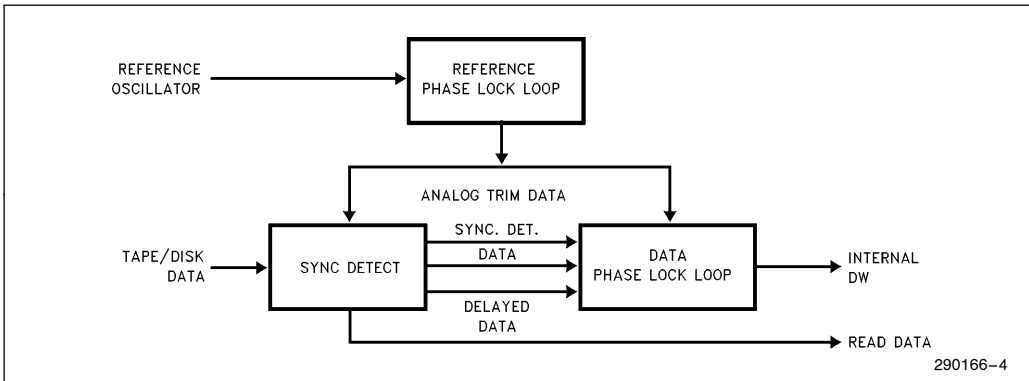 REFERENCE
OSCILLATOR
REFERENCE
PHASE LOCK LOOP
ANALOG TRIM DATA
TAPE/DISK
DATA
SYNC DETECT
SYNC. DET.
DATA
DELAYED
DATA
DATA
PHASE LOCK LOOP
INTERNAL
DW
READ DATA
290166–4